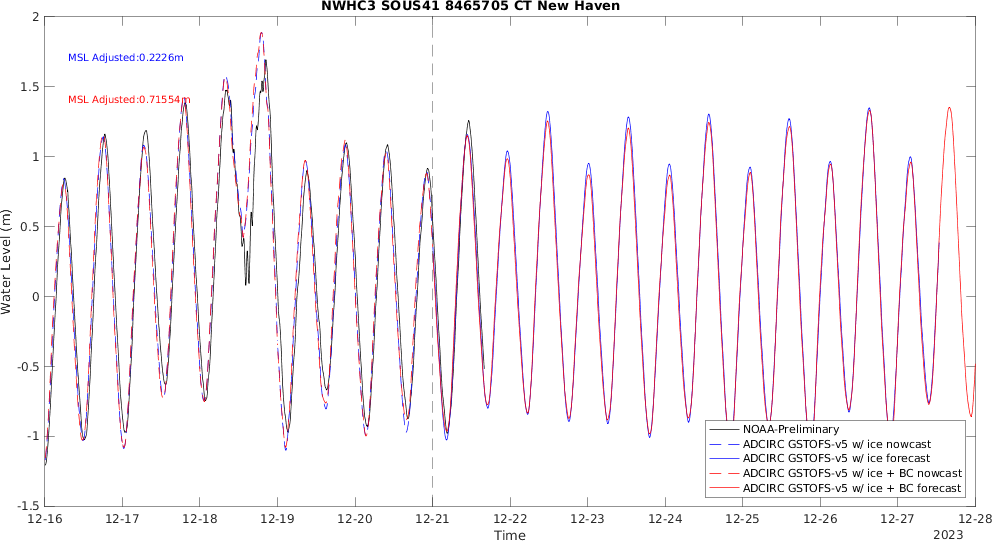 NWHC3 SOUS41 8465705 CT New Haven
2
1.5
1
0.5
0
-0.5
-1
-1.5
Water Level (m)
MSL Adjusted:0.2226m
MSL Adjusted:0.71554m
NOAA-Preliminary
ADCIRC GSTOFS-v5 w/ ice nowcast
ADCIRC GSTOFS-v5 w/ ice forecast
ADCIRC GSTOFS-v5 w/ ice + BC nowcast
ADCIRC GSTOFS-v5 w/ ice + BC forecast
12-16 12-17 12-18 12-19 12-20 12-21 12-22 12-23 12-24 12-25 12-26 12-27 12-28
Time
2023